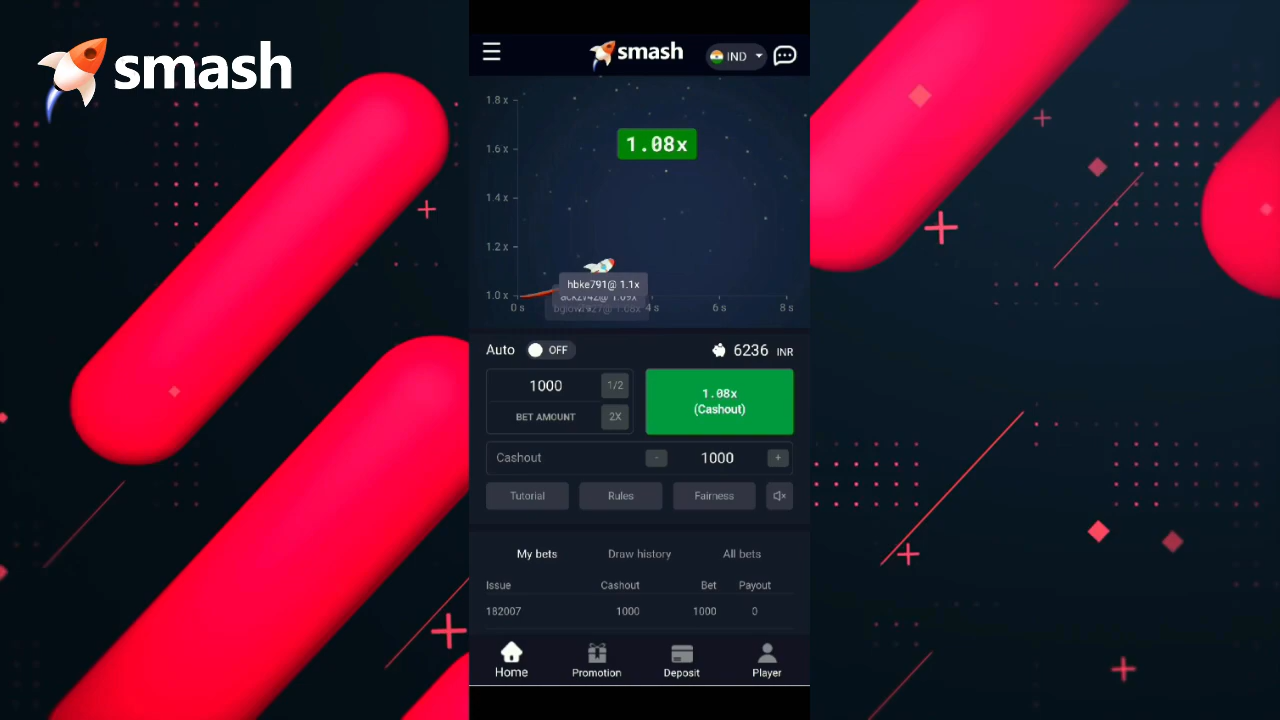 smash
smash
IND
1.8 x
1.08x
1.6 x
1.4 x
1.2 x
1.0 x
hbke791@ 1.1x
0 s
4 s
6 s
8 s
Auto
OFF
6236 INR
1000
1/2
BET AMOUNT
2X
1.08x
(Cashout)
Cashout
-
1000
+
Tutorial
Rules
Fairness
My bets
Draw history
All bets
Issue
Cashout
Bet
Payout
182007
1000
1000
0
Home
Promotion
Deposit
Player